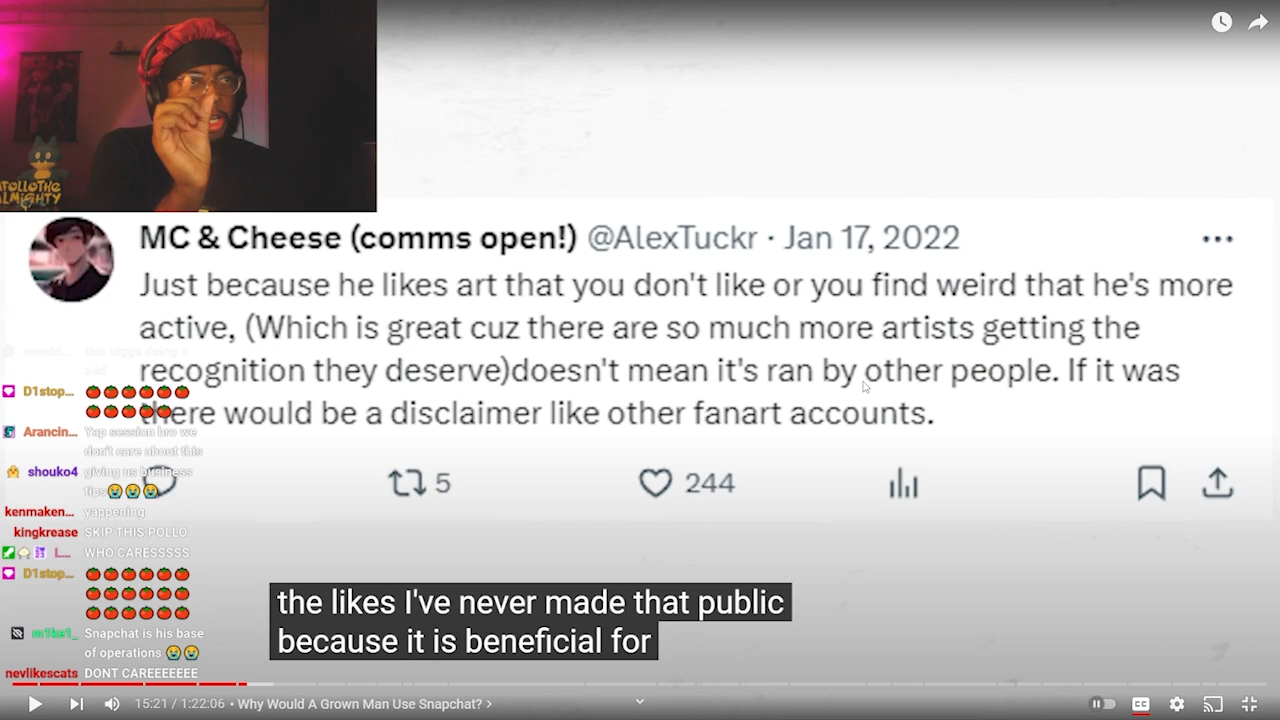 POLLOTHE
ALMIGHTY
MC & Cheese (comms open!) @AlexTuckr · Jan 17, 2022
Just because he likes art that you don't like or you find weird that he's more
active, (Which is great cuz there are so much more artists getting the
recognition they deserve)doesn't mean it's ran by other people. If it was
there would be a disclaimer like other fanart accounts.
5
244
D1stop...
Arancin... Yap session bro we
don't care about this
shouko4 giving us business
tips
kenmaken... yappening
kingkrease SKIP THIS POLLO
L... WHO CARESSSSS
D1stop...
m1ke1_ Snapchat is his base
of operations
nevlikescats DONT CAREEEEEEE
the likes I've never made that public
because it is beneficial for
15:21 / 1:22:06 • Why Would A Grown Man Use Snapchat? >
CC